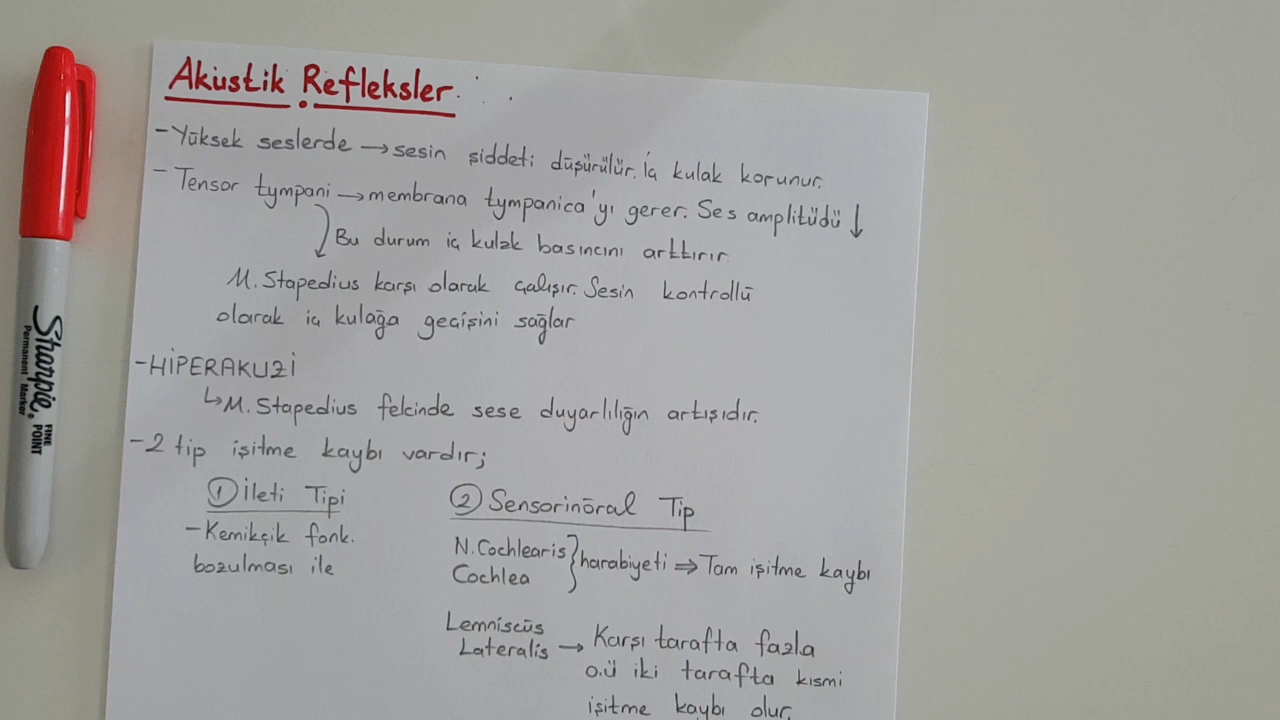 Akustik Refleksler.
- Yüksek seslerde → sesin şiddeti düşürülür. İç kulak korunur.
- Tensor tympani → membrana tympanica'yı gerer. Ses amplitüdü ↓
Bu durum iç kulak basıncını arttırır.
M. Stapedius karşı olarak çalışır. Sesin kontrollü
olarak iç kulağa geçişini sağlar
- HİPERAKUZİ
↳ M. Stapedius felcinde sese duyarlılığın artışıdır.
- 2 tip işitme kaybı vardır;
① İleti Tipi
- Kemikçik fonk.
bozulması ile
② Sensorinöral Tip
N. Cochlearis
Cochlea
} harabiyeti ⇒ Tam işitme kaybı
Lemniscüs
Lateralis →
Karşı tarafta fazla
o.ü iki tarafta kısmi
işitme kaybı olur.
Sharpie.
FINE POINT
Permanent Marker